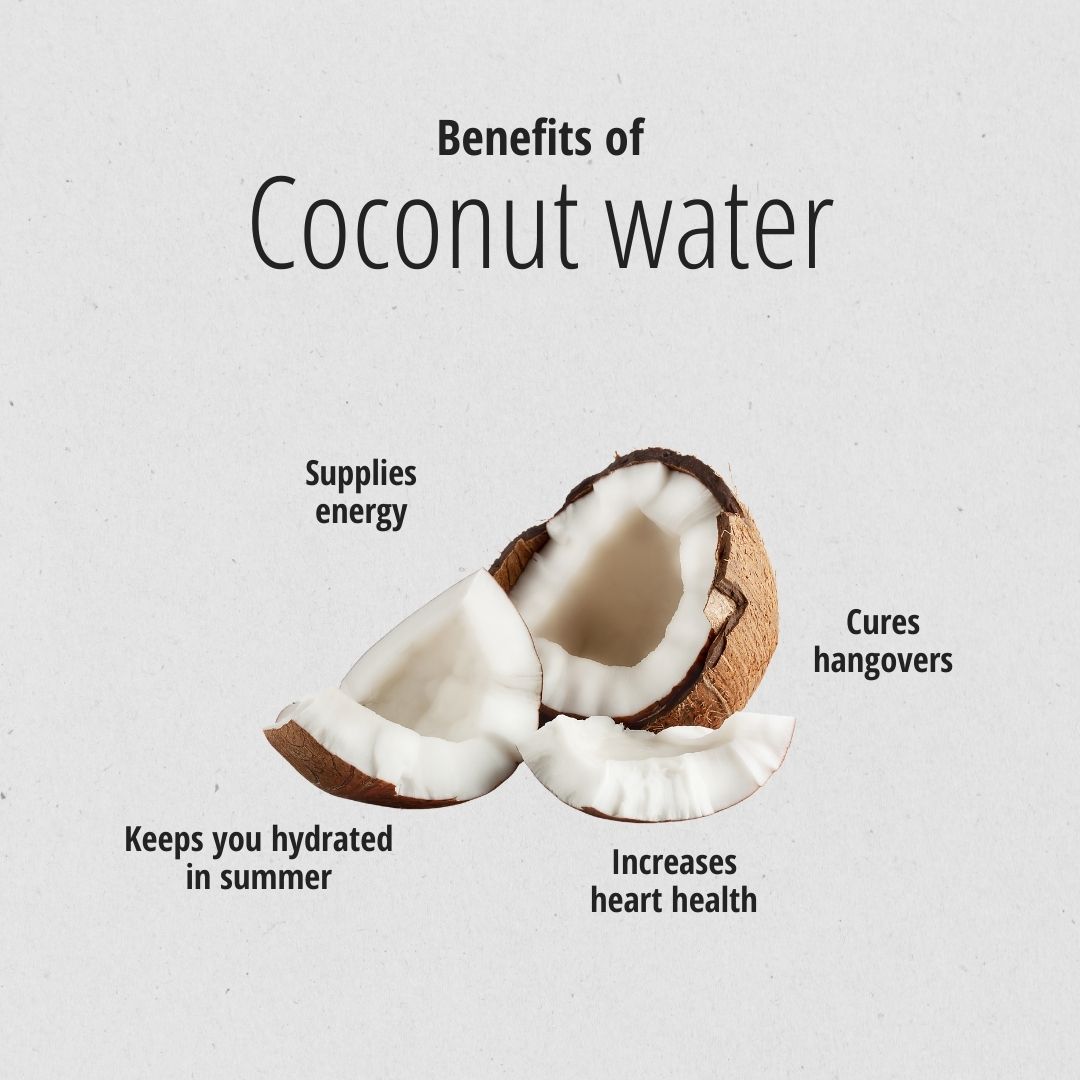 Benefits of
Coconut water
Supplies
energy
Cures
hangovers
Keeps you hydrated
in summer
Increases
heart health